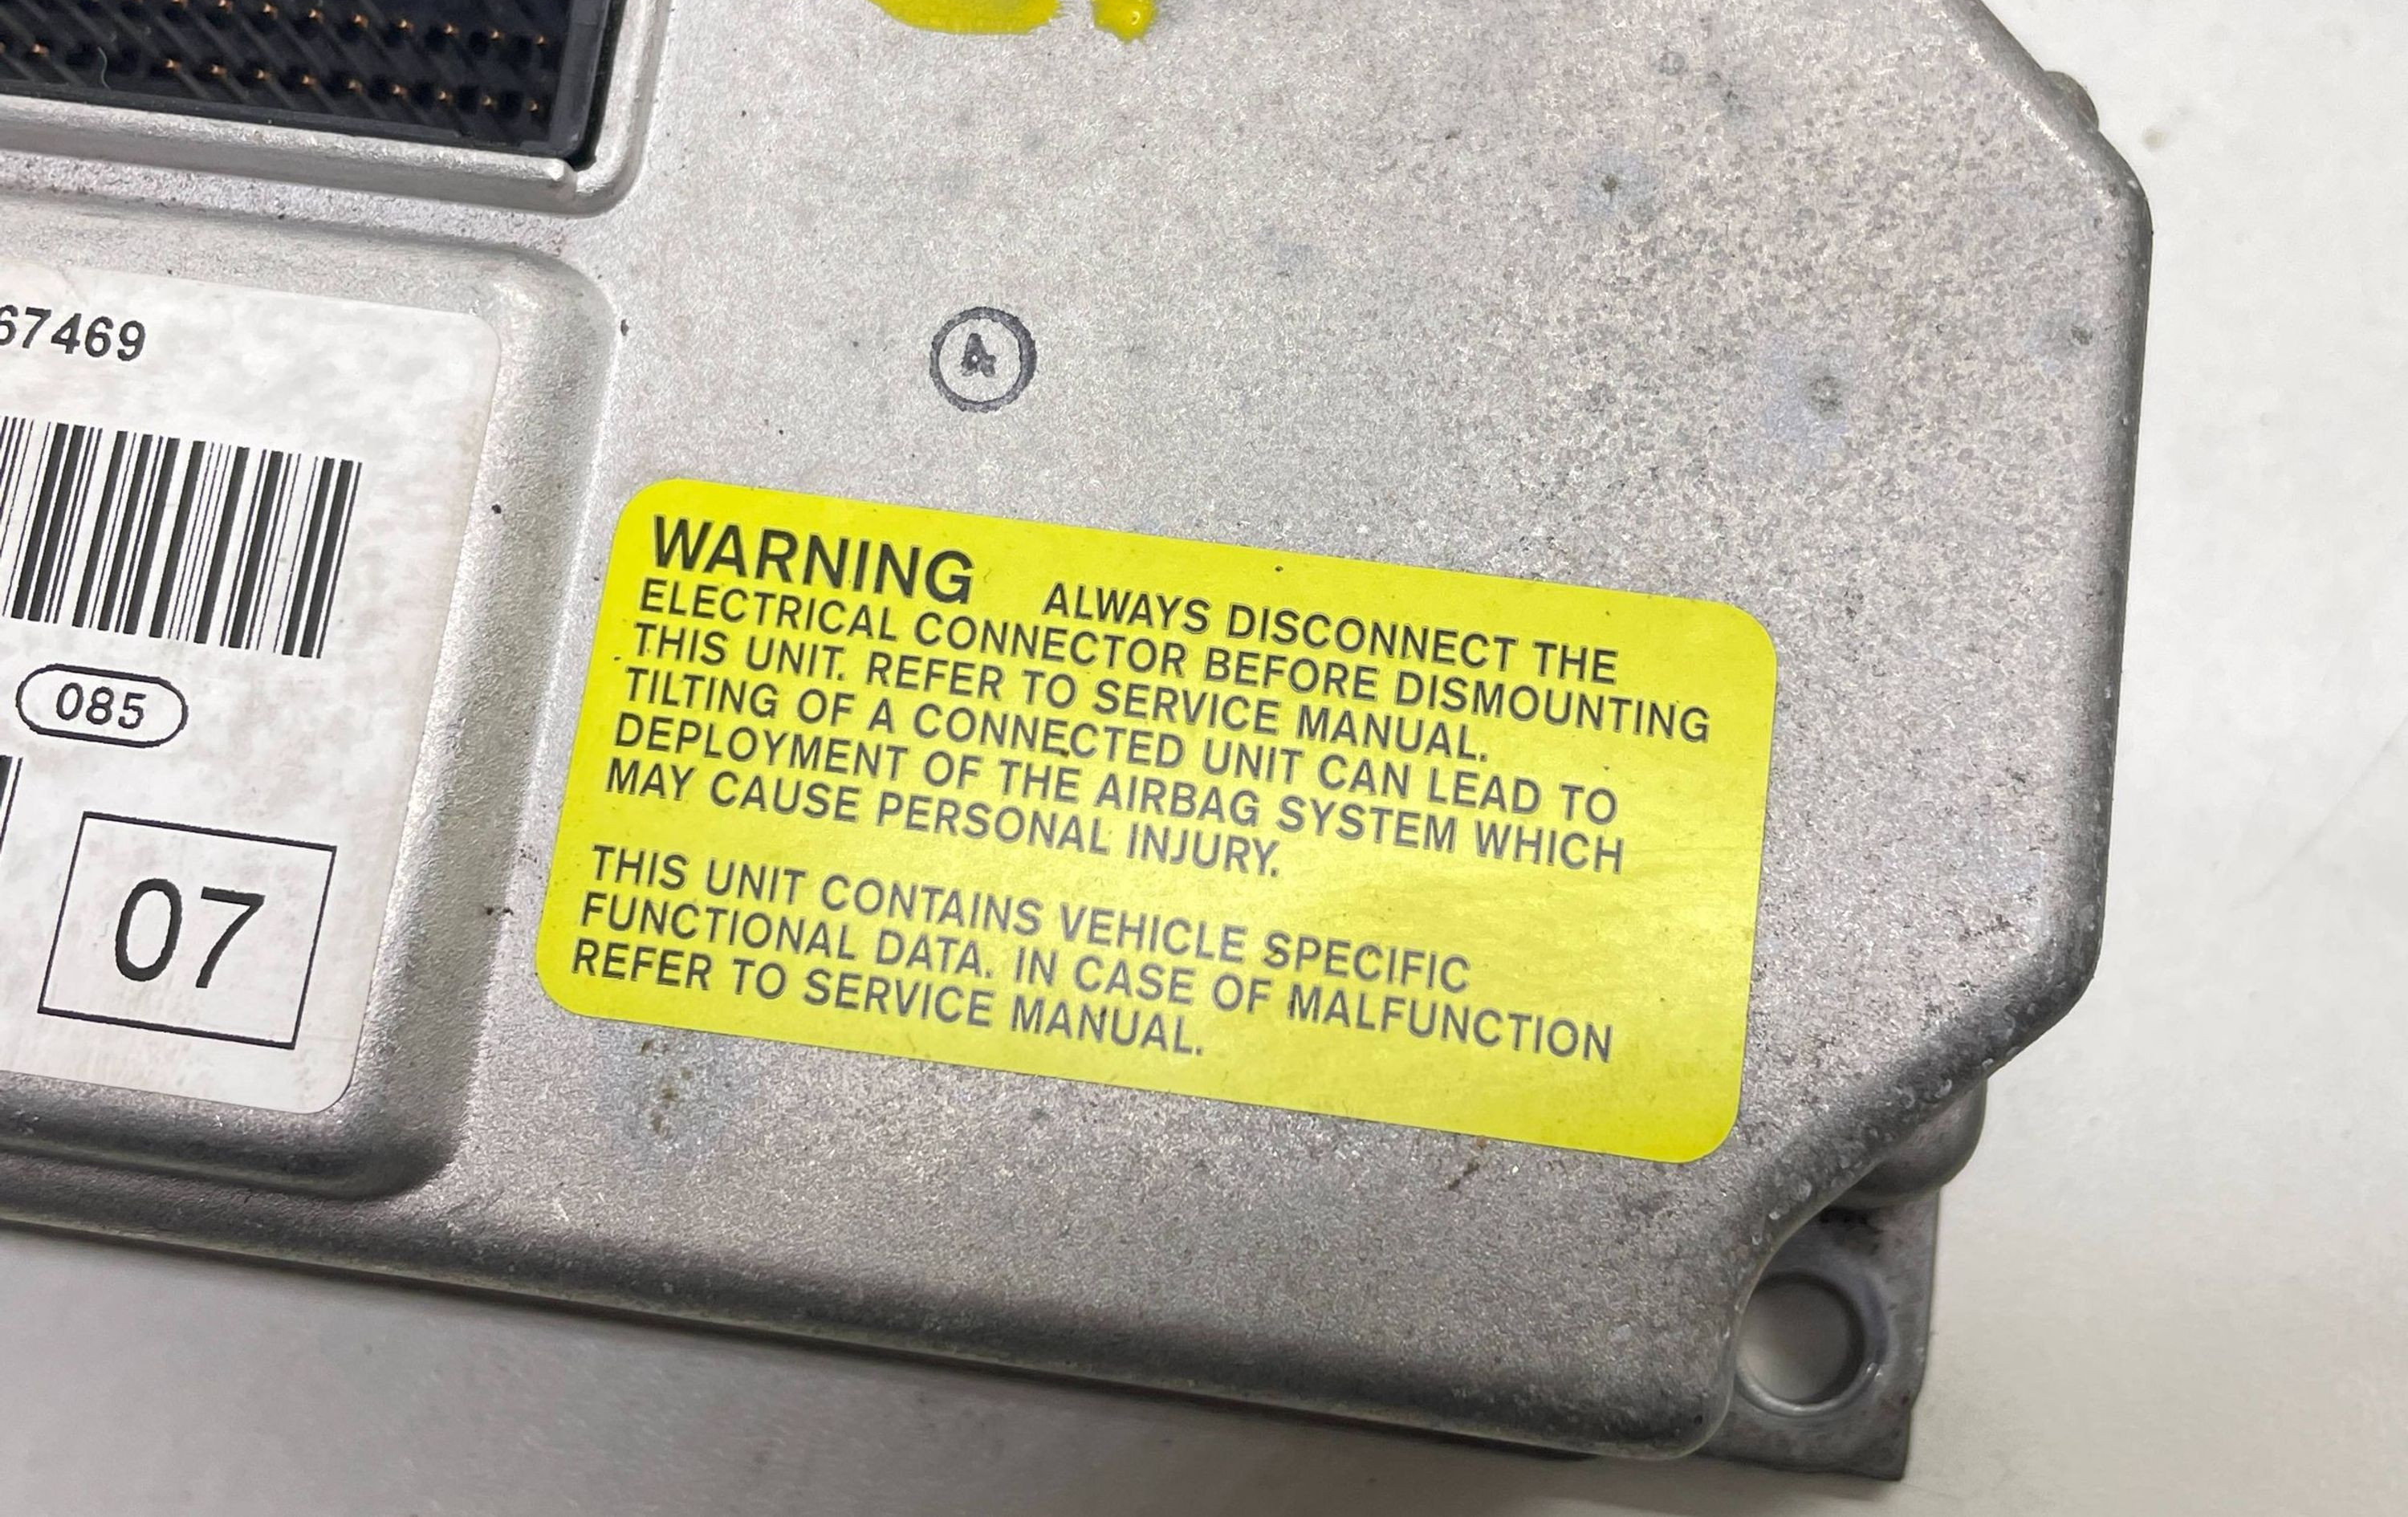 67469
085
07
A
WARNING ALWAYS DISCONNECT THE
ELECTRICAL CONNECTOR BEFORE DISMOUNTING
THIS UNIT. REFER TO SERVICE MANUAL.
TILTING OF A CONNECTED UNIT CAN LEAD TO
DEPLOYMENT OF THE AIRBAG SYSTEM WHICH
MAY CAUSE PERSONAL INJURY.
THIS UNIT CONTAINS VEHICLE SPECIFIC
FUNCTIONAL DATA. IN CASE OF MALFUNCTION
REFER TO SERVICE MANUAL.